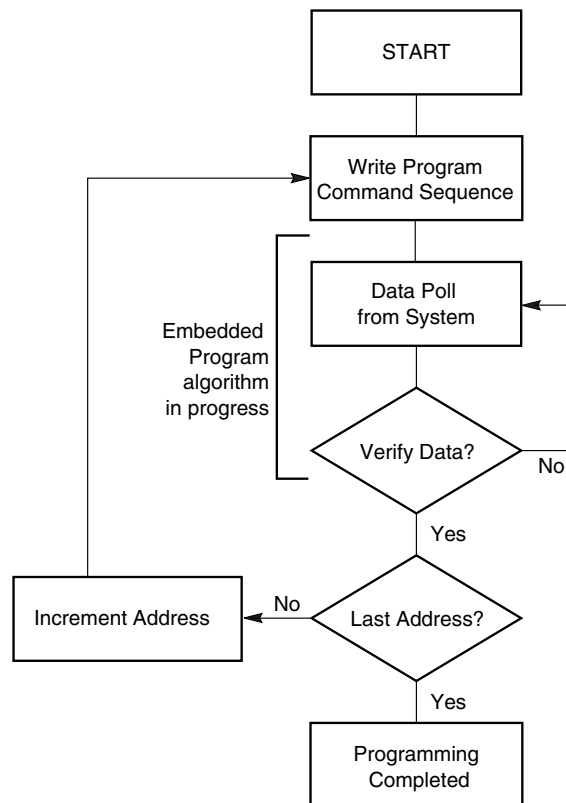 START
Write Program
Command Sequence
Data Poll
from System
Embedded
Program
algorithm
in progress
Verify Data?
No
Yes
Increment Address
No
Last Address?
Yes
Programming
Completed